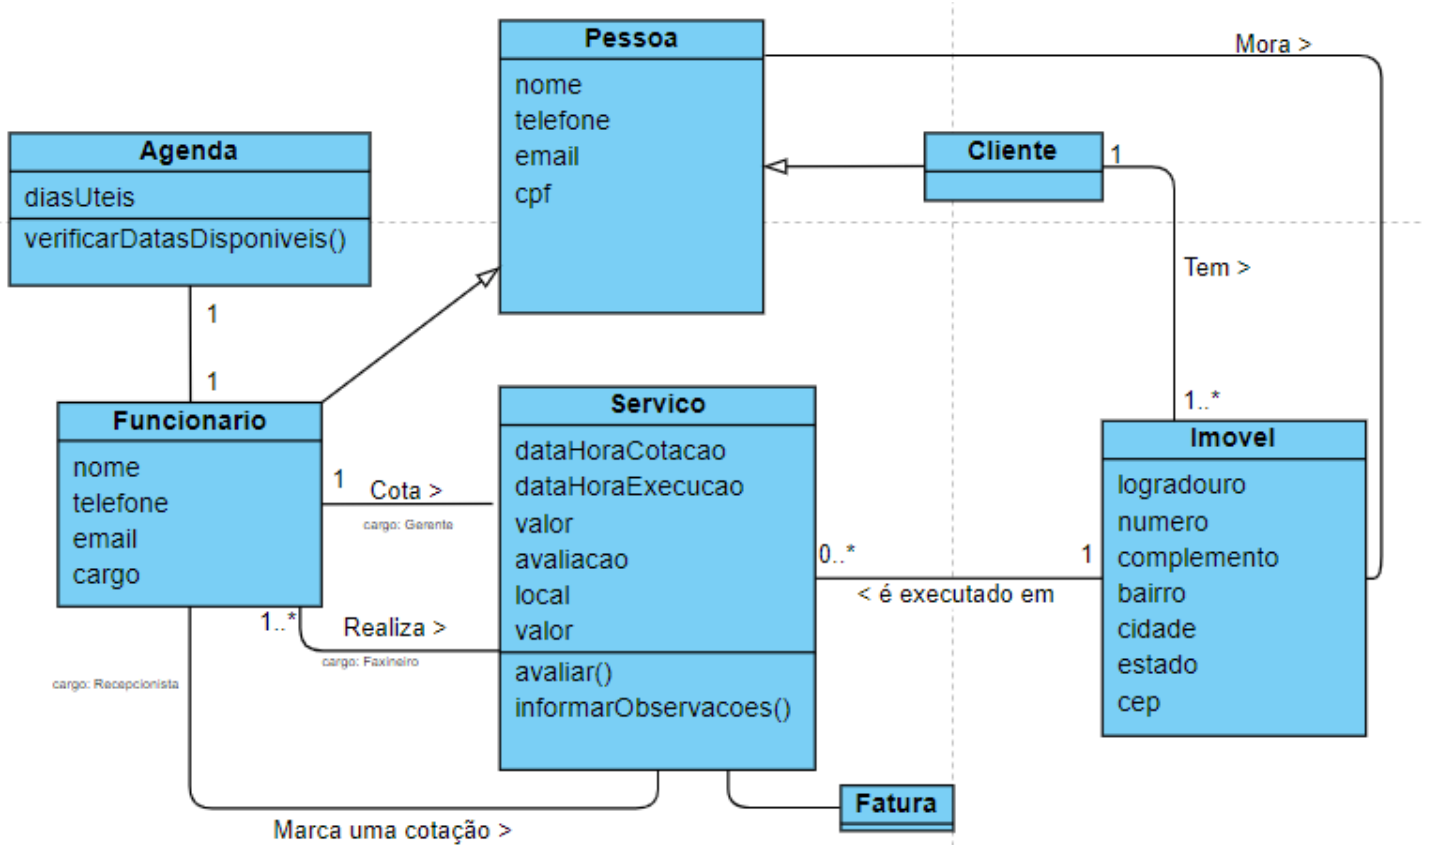 Pessoa
nome
telefone
email
cpf
Mora >
Agenda
diasUteis
verificarDatasDisponiveis()
Cliente
1
Tem >
1..*
1
1
Funcionario
nome
telefone
email
cargo
1
Cota >
cargo: Gerente
1..*
Realiza >
cargo: Faxineiro
cargo: Recepcionista
Marca uma cotação >
Servico
dataHoraCotacao
dataHoraExecucao
valor
avaliacao
local
valor
avaliar()
informarObservacoes()
0..*
1
< é executado em
Imovel
logradouro
numero
complemento
bairro
cidade
estado
cep
Fatura